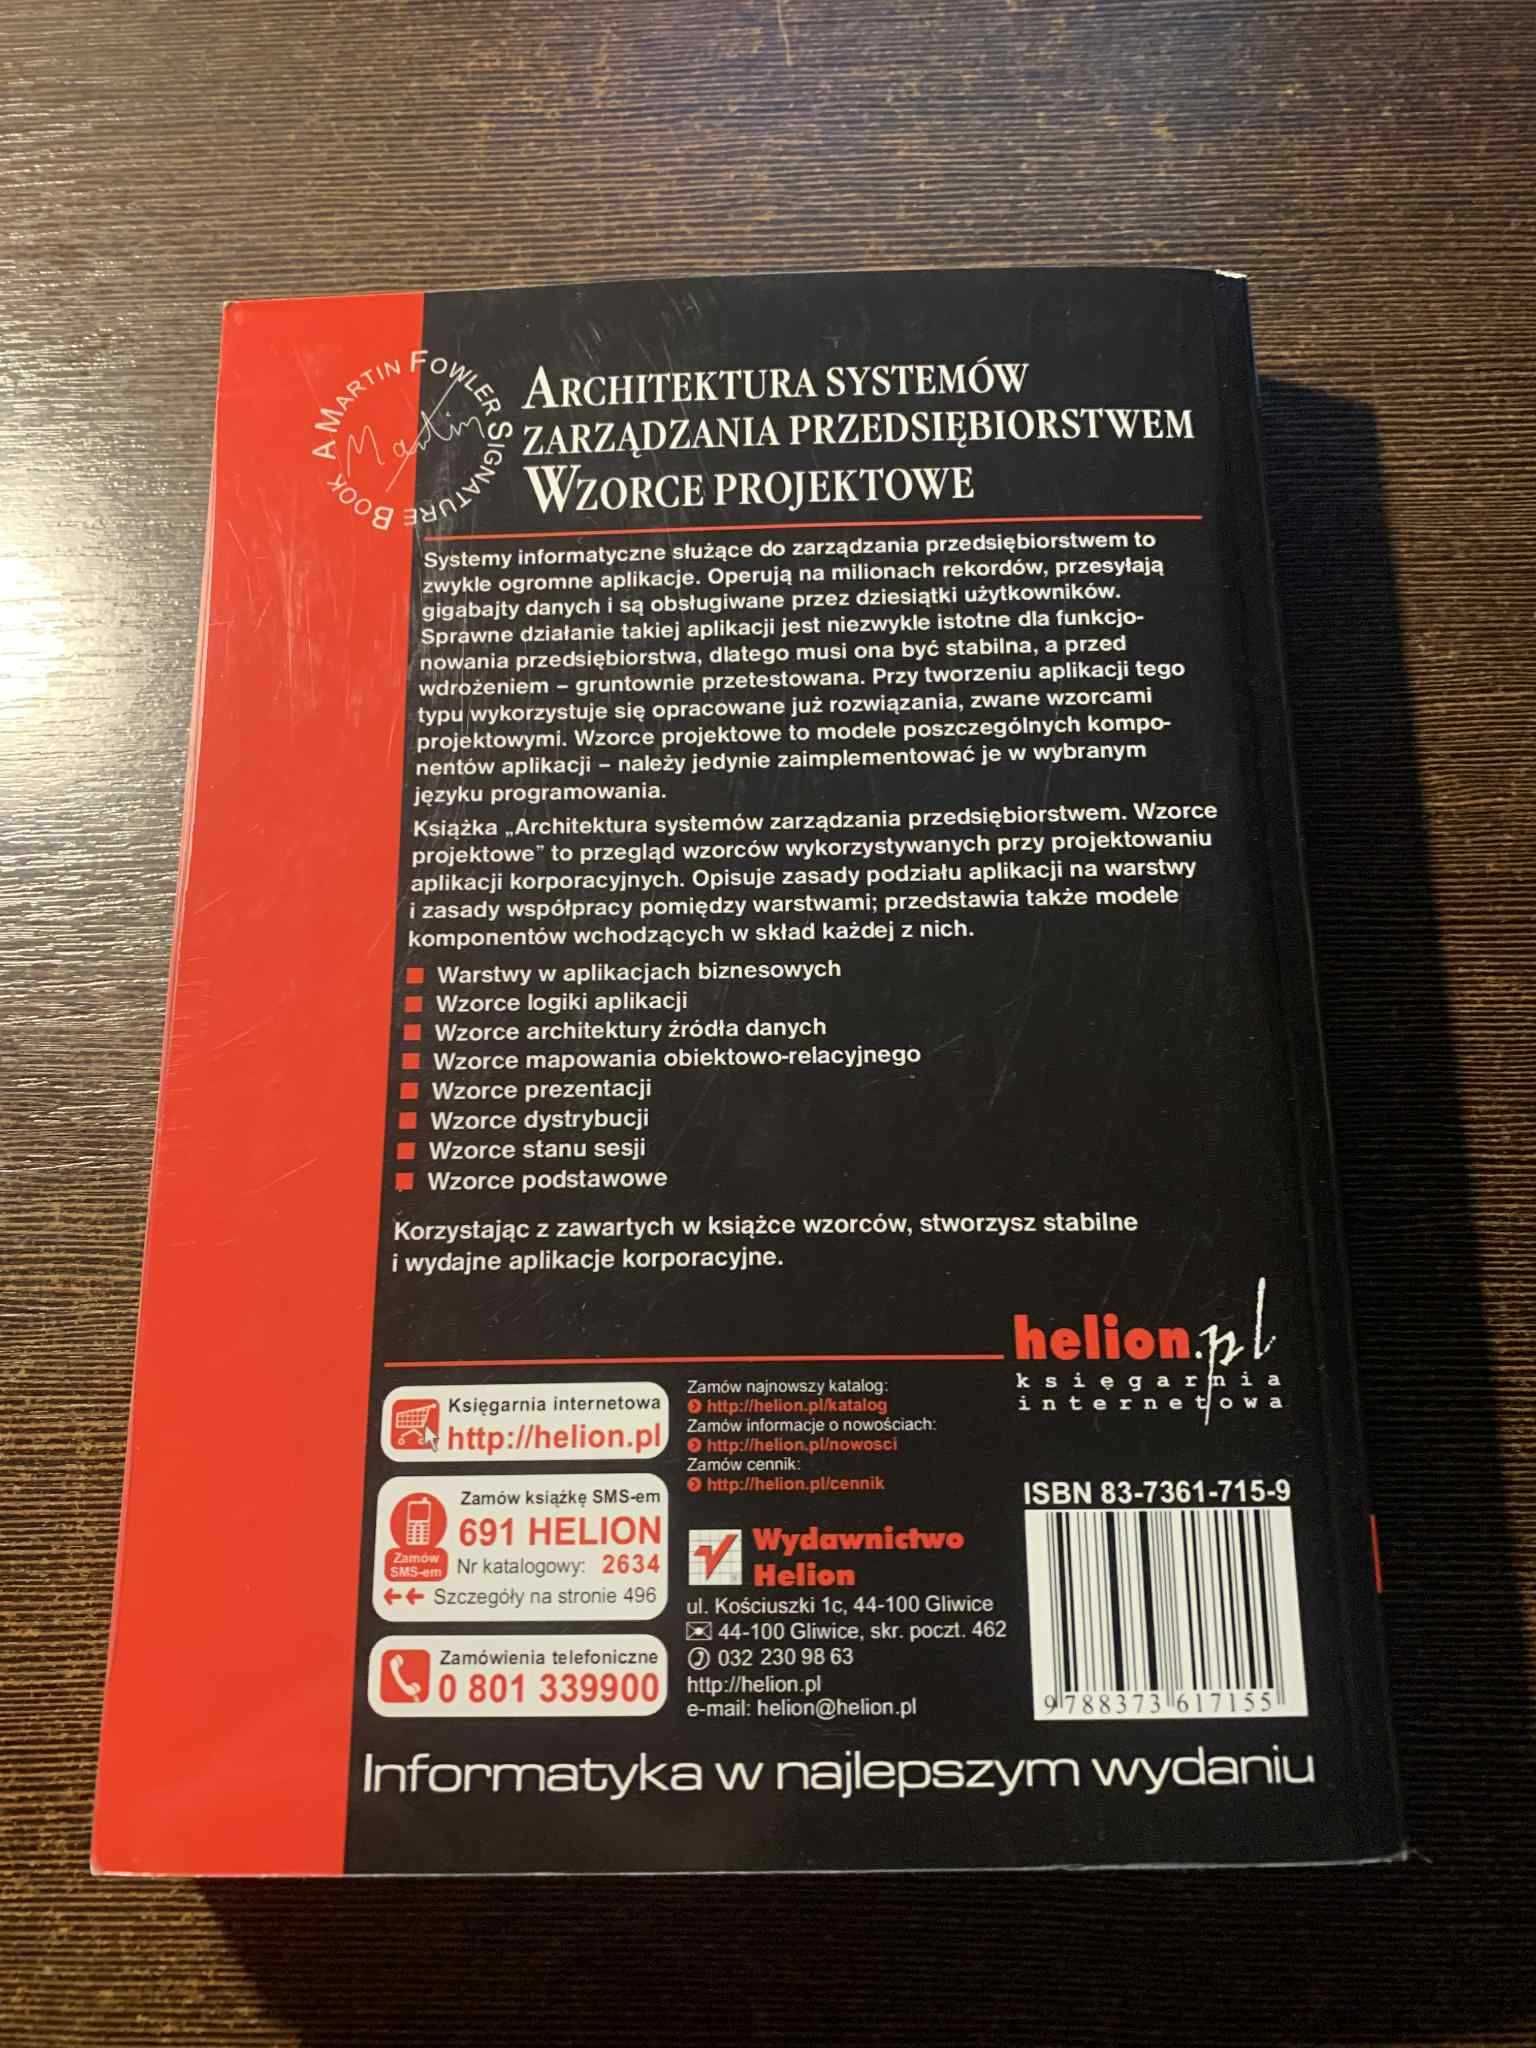 A MARTIN FOWLER SIGNATURE BOOK
Martin
ARCHITEKTURA SYSTEMÓW
ZARZĄDZANIA PRZEDSIĘBIORSTWEM
WZORCE PROJEKTOWE
Systemy informatyczne służące do zarządzania przedsiębiorstwem to
zwykle ogromne aplikacje. Operują na milionach rekordów, przesyłają
gigabajty danych i są obsługiwane przez dziesiątki użytkowników.
Sprawne działanie takiej aplikacji jest niezwykle istotne dla funkcjo-
nowania przedsiębiorstwa, dlatego musi ona być stabilna, a przed
wdrożeniem – gruntownie przetestowana. Przy tworzeniu aplikacji tego
typu wykorzystuje się opracowane już rozwiązania, zwane wzorcami
projektowymi. Wzorce projektowe to modele poszczególnych kompo-
nentów aplikacji – należy jedynie zaimplementować je w wybranym
języku programowania.
Książka „Architektura systemów zarządzania przedsiębiorstwem. Wzorce
projektowe” to przegląd wzorców wykorzystywanych przy projektowaniu
aplikacji korporacyjnych. Opisuje zasady podziału aplikacji na warstwy
i zasady współpracy pomiędzy warstwami; przedstawia także modele
komponentów wchodzących w skład każdej z nich.
Warstwy w aplikacjach biznesowych
Wzorce logiki aplikacji
Wzorce architektury źródła danych
Wzorce mapowania obiektowo-relacyjnego
Wzorce prezentacji
Wzorce dystrybucji
Wzorce stanu sesji
Wzorce podstawowe
Korzystając z zawartych w książce wzorców, stworzysz stabilne
i wydajne aplikacje korporacyjne.
helion.pl
księgarnia
internetowa
Księgarnia internetowa
http://helion.pl
Zamów książkę SMS-em
691 HELION
Zamów
SMS-em
Nr katalogowy: 2634
Szczegóły na stronie 496
Zamówienia telefoniczne
0 801 339900
Zamów najnowszy katalog:
http://helion.pl/katalog
Zamów informacje o nowościach:
http://helion.pl/nowosci
Zamów cennik:
http://helion.pl/cennik
Wydawnictwo
Helion
ul. Kościuszki 1c, 44-100 Gliwice
44-100 Gliwice, skr. poczt. 462
032 230 98 63
http://helion.pl
e-mail: helion@helion.pl
ISBN 83-7361-715-9
9 788373 617155
Informatyka w najlepszym wydaniu